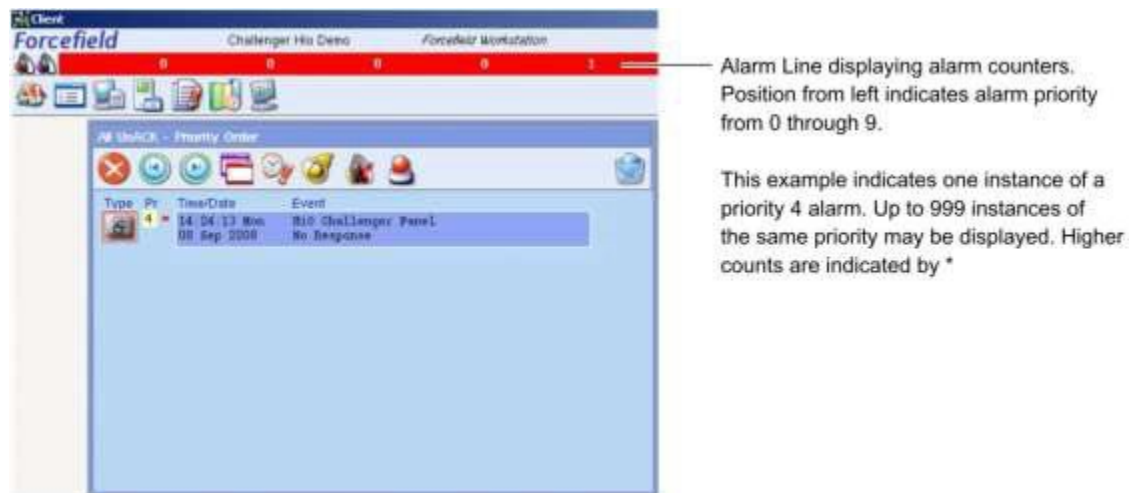 Client
Forcefield Challenger Hio Demo Forcefield Workstation
0 0 0 0 1
Alarm Line displaying alarm counters.
Position from left indicates alarm priority
from 0 through 9.
This example indicates one instance of a
priority 4 alarm. Up to 999 instances of
the same priority may be displayed. Higher
counts are indicated by *
All UnACK - Priority Order
Type Pr Time/Date Event
4 14 04 13 Mon Challenger Panel
08 Sep 2008 No Response